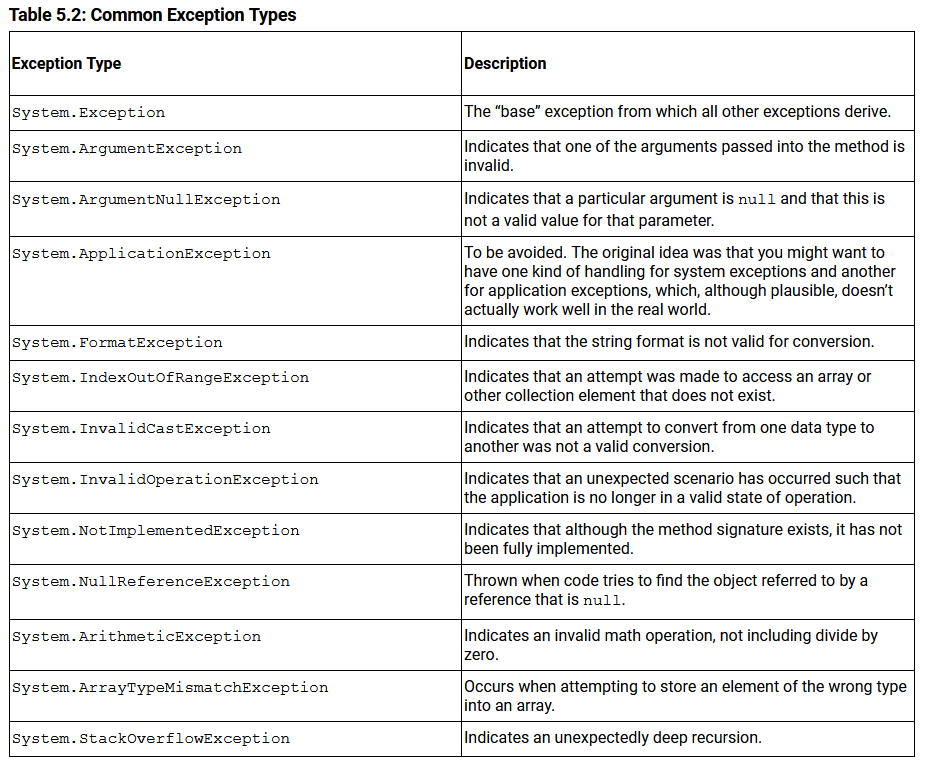 Table 5.2: Common Exception Types
Exception Type
Description
System.Exception
The “base” exception from which all other exceptions derive.
System.ArgumentException
Indicates that one of the arguments passed into the method is
invalid.
System.ArgumentNullException
Indicates that a particular argument is null and that this is
not a valid value for that parameter.
System.ApplicationException
To be avoided. The original idea was that you might want to
have one kind of handling for system exceptions and another
for application exceptions, which, although plausible, doesn’t
actually work well in the real world.
System.FormatException
Indicates that the string format is not valid for conversion.
System.IndexOutOfRangeException
Indicates that an attempt was made to access an array or
other collection element that does not exist.
System.InvalidCastException
Indicates that an attempt to convert from one data type to
another was not a valid conversion.
System.InvalidOperationException
Indicates that an unexpected scenario has occurred such that
the application is no longer in a valid state of operation.
System.NotImplementedException
Indicates that although the method signature exists, it has not
been fully implemented.
System.NullReferenceException
Thrown when code tries to find the object referred to by a
reference that is null.
System.ArithmeticException
Indicates an invalid math operation, not including divide by
zero.
System.ArrayTypeMismatchException
Occurs when attempting to store an element of the wrong type
into an array.
System.StackOverflowException
Indicates an unexpectedly deep recursion.